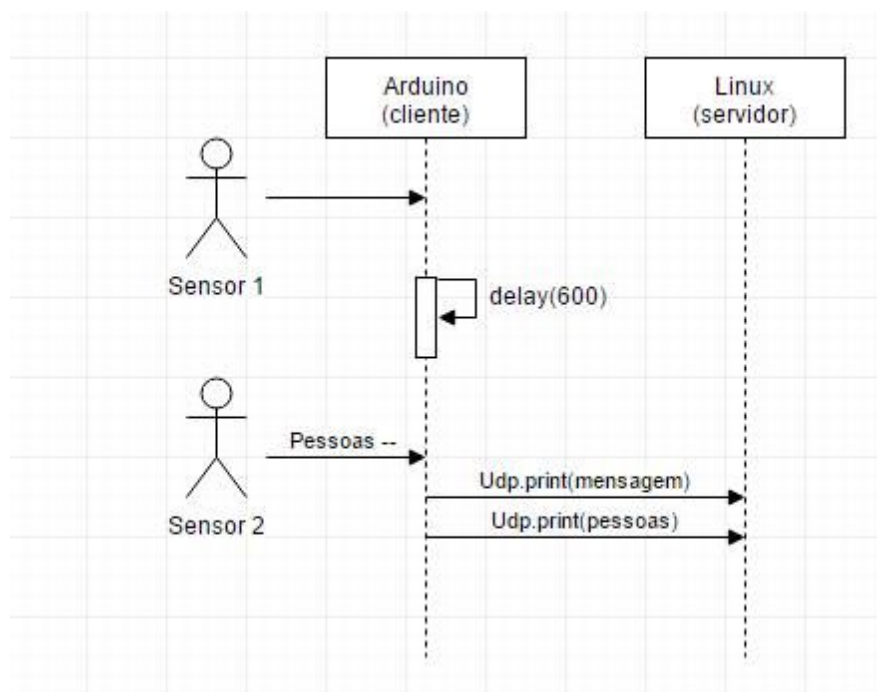 Arduino
(cliente)
Linux
(servidor)
Sensor 1
delay(600)
Pessoas --
Udp.print(mensagem)
Udp.print(pessoas)
Sensor 2